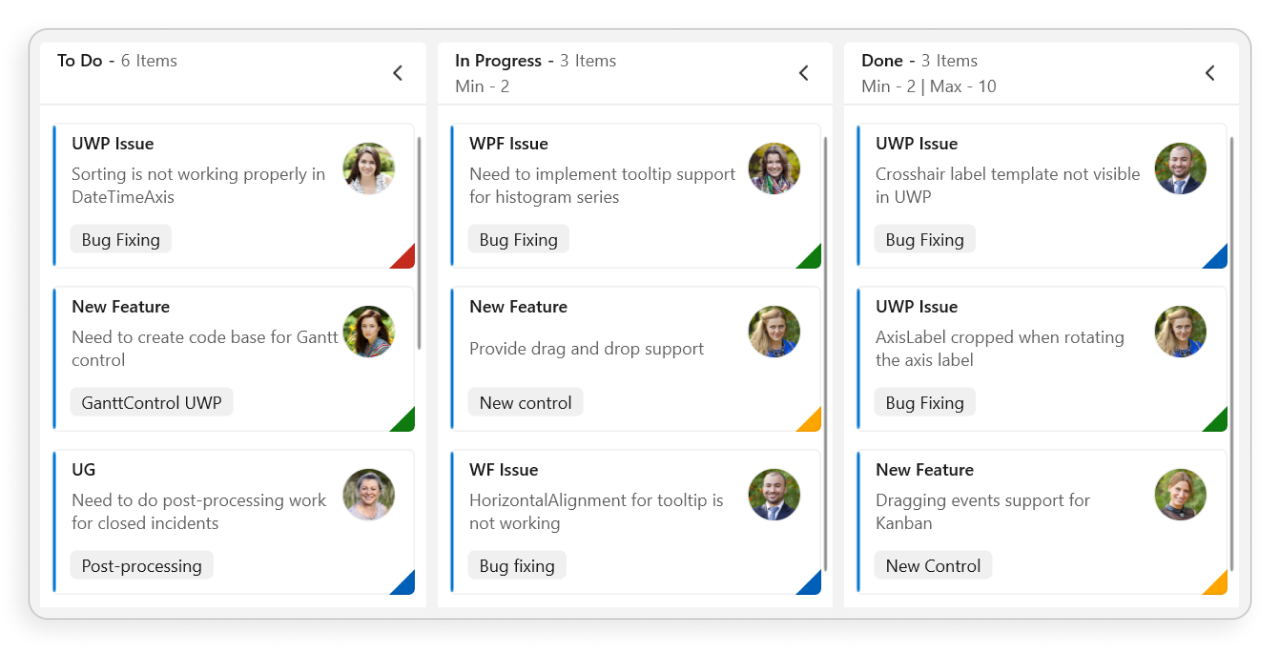 To Do - 6 Items
UWP Issue
Sorting is not working properly in
DateTimeAxis
Bug Fixing
New Feature
Need to create code base for Gantt
control
GanttControl UWP
UG
Need to do post-processing work
for closed incidents
Post-processing
In Progress - 3 Items
Min - 2
WPF Issue
Need to implement tooltip support
for histogram series
Bug Fixing
New Feature
Provide drag and drop support
New control
WF Issue
HorizontalAlignment for tooltip is
not working
Bug fixing
Done - 3 Items
Min - 2 | Max - 10
UWP Issue
Crosshair label template not visible
in UWP
Bug Fixing
UWP Issue
AxisLabel cropped when rotating
the axis label
Bug Fixing
New Feature
Dragging events support for
Kanban
New Control